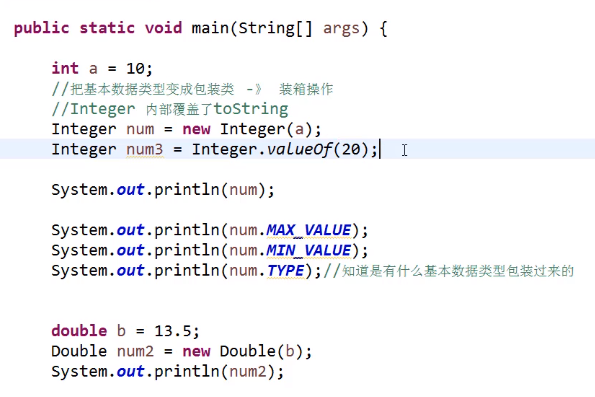 public static void main(String[] args) {
int a = 10;
//把基本数据类型变成包装类 -》 装箱操作
//Integer 内部覆盖了toString
Integer num = new Integer(a);
Integer num3 = Integer.valueOf(20);
System.out.println(num);
System.out.println(num.MAX_VALUE);
System.out.println(num.MIN_VALUE);
System.out.println(num.TYPE);//知道是有什么基本数据类型包装过来的
double b = 13.5;
Double num2 = new Double(b);
System.out.println(num2);